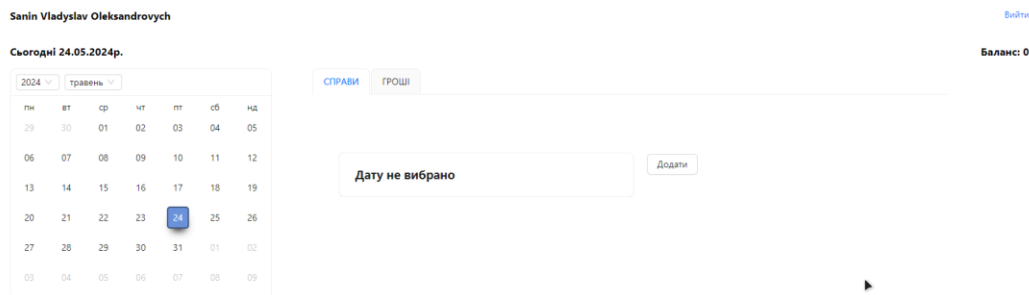 Sanin Vladyslav Oleksandrovych
Вийти
Сьогодні 24.05.2024р.
Баланс: 0
2024 травень
СПРАВИ ГРОШІ
пн вт ср чт пт сб нд
29 30 01 02 03 04 05
06 07 08 09 10 11 12
13 14 15 16 17 18 19
20 21 22 23 24 25 26
27 28 29 30 31 01 02
03 04 05 06 07 08 09
Дату не вибрано
Додати